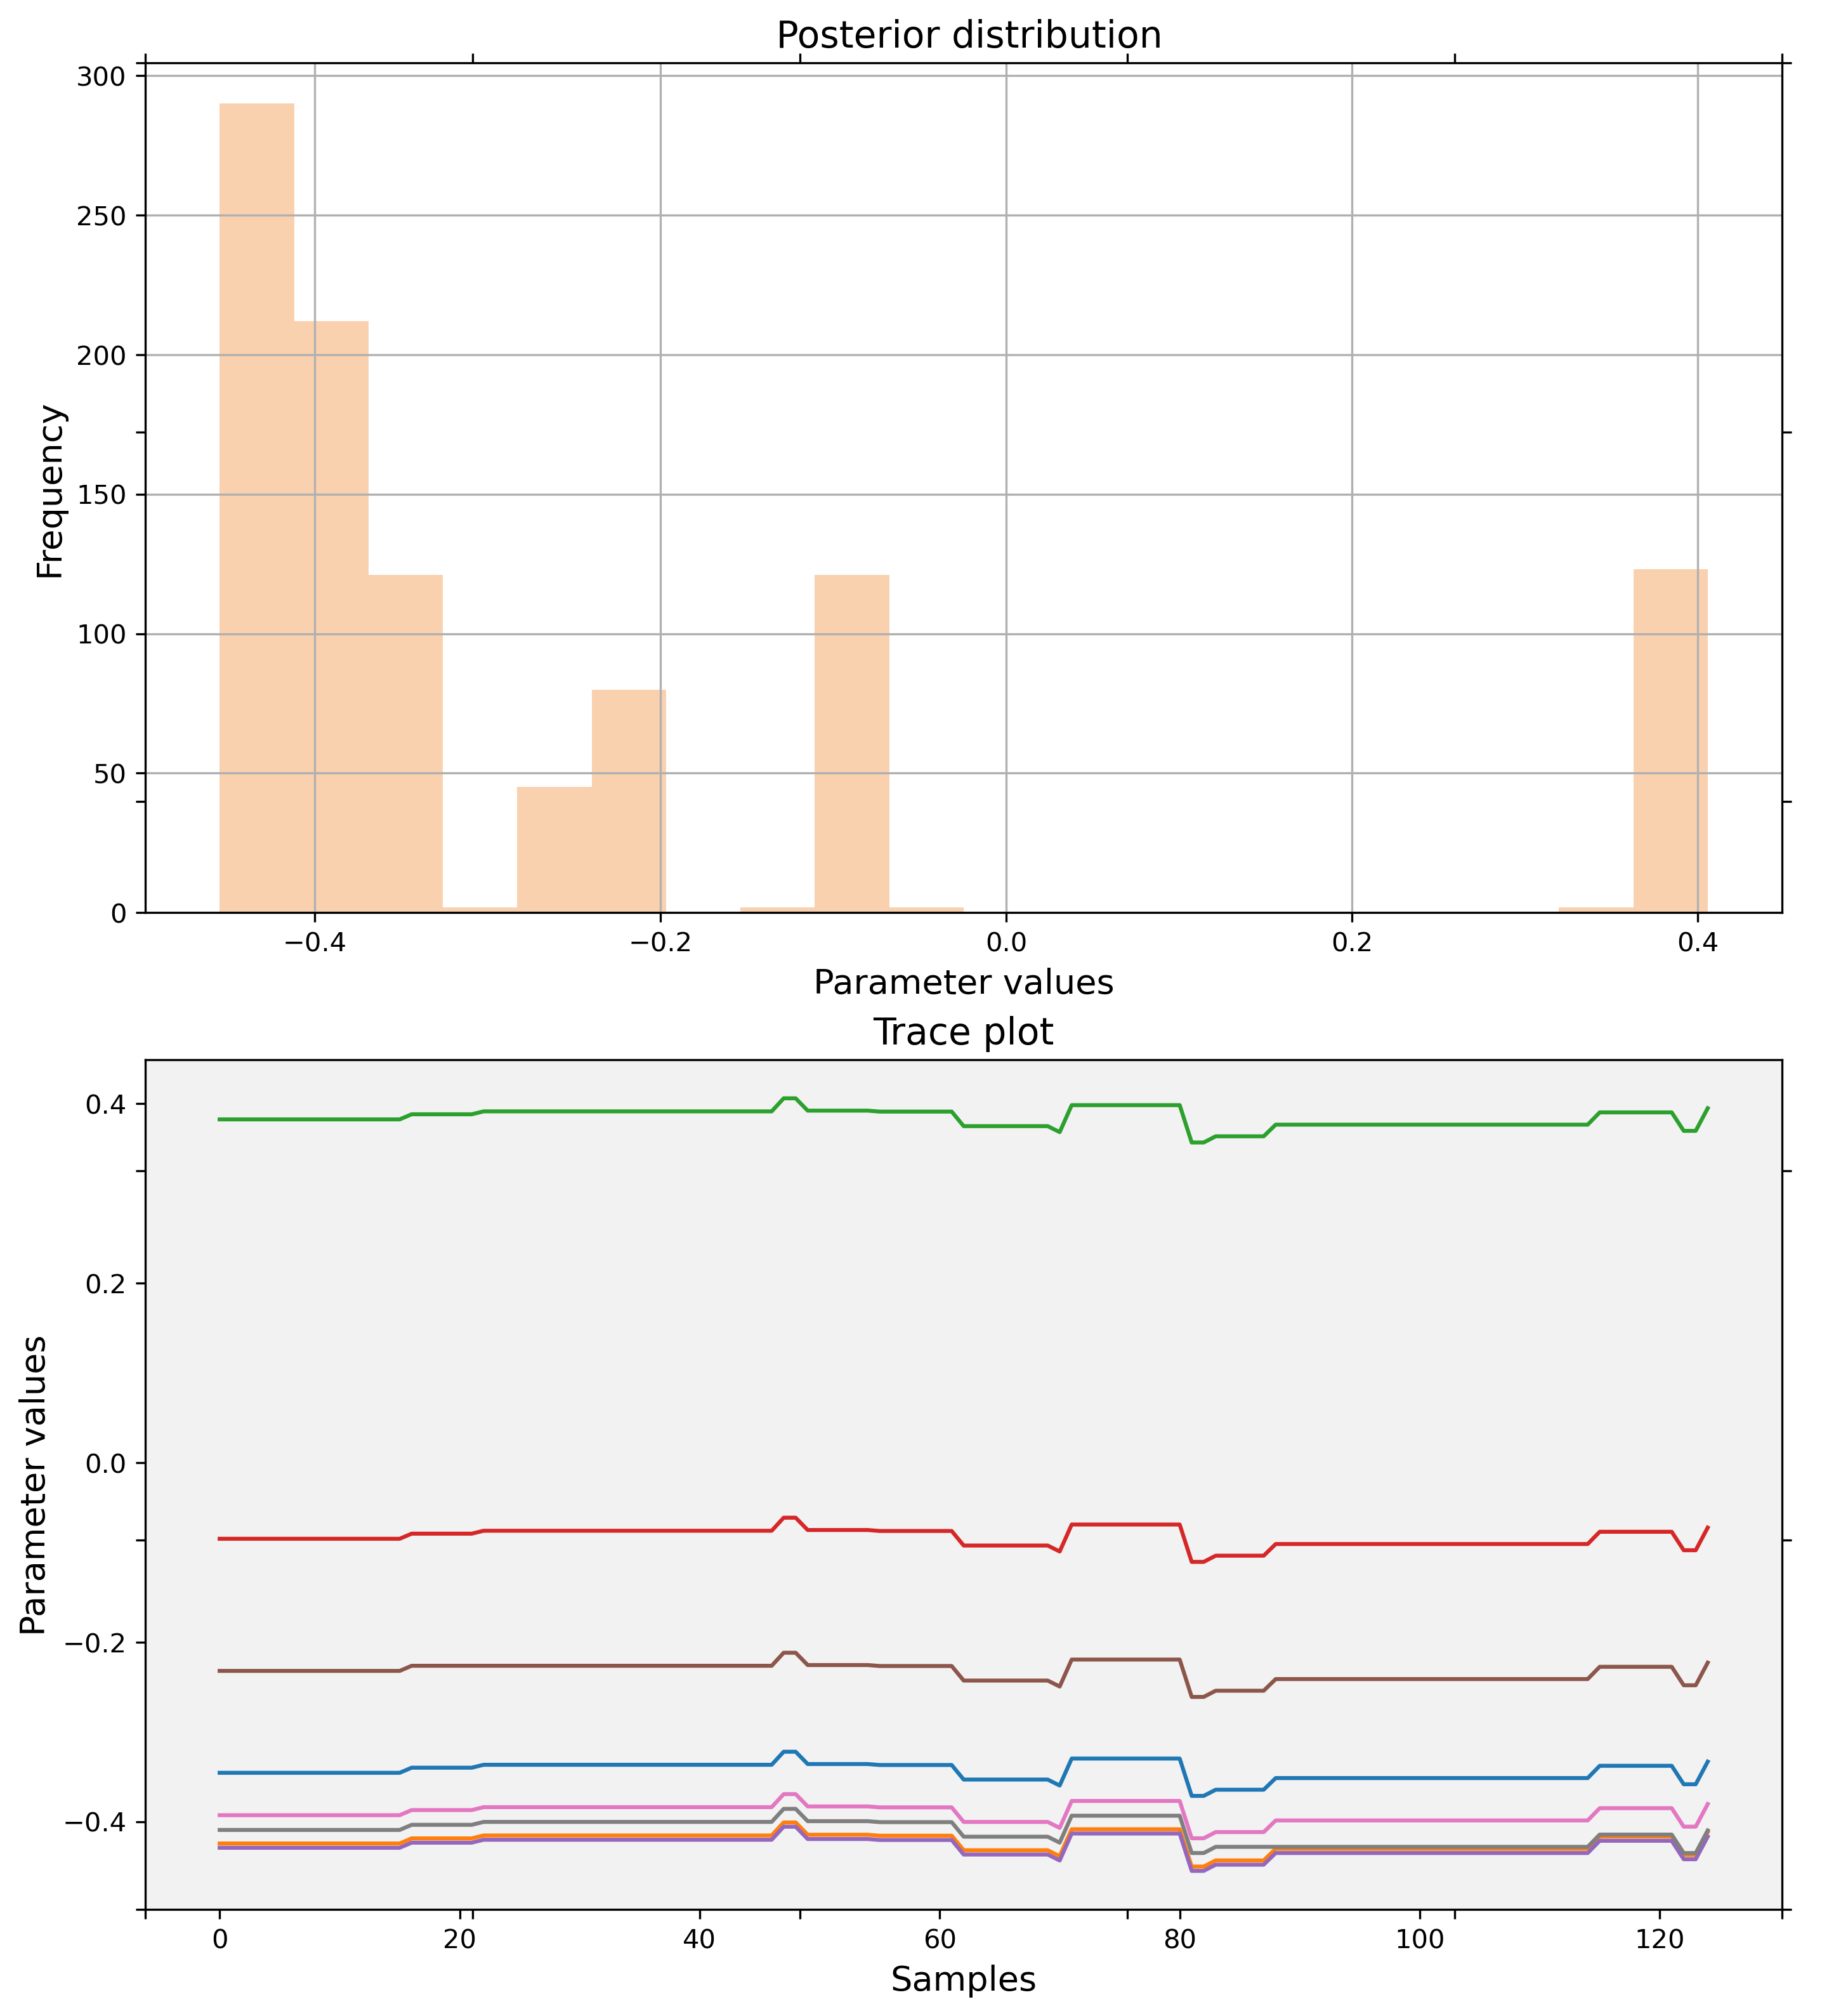 Posterior distribution
300
250
200
150
100
50
0
Frequency
−0.4 −0.2 0.0 0.2 0.4
Parameter values
Trace plot
0.4
0.2
0.0
−0.2
−0.4
Parameter values
0 20 40 60 80 100 120
Samples